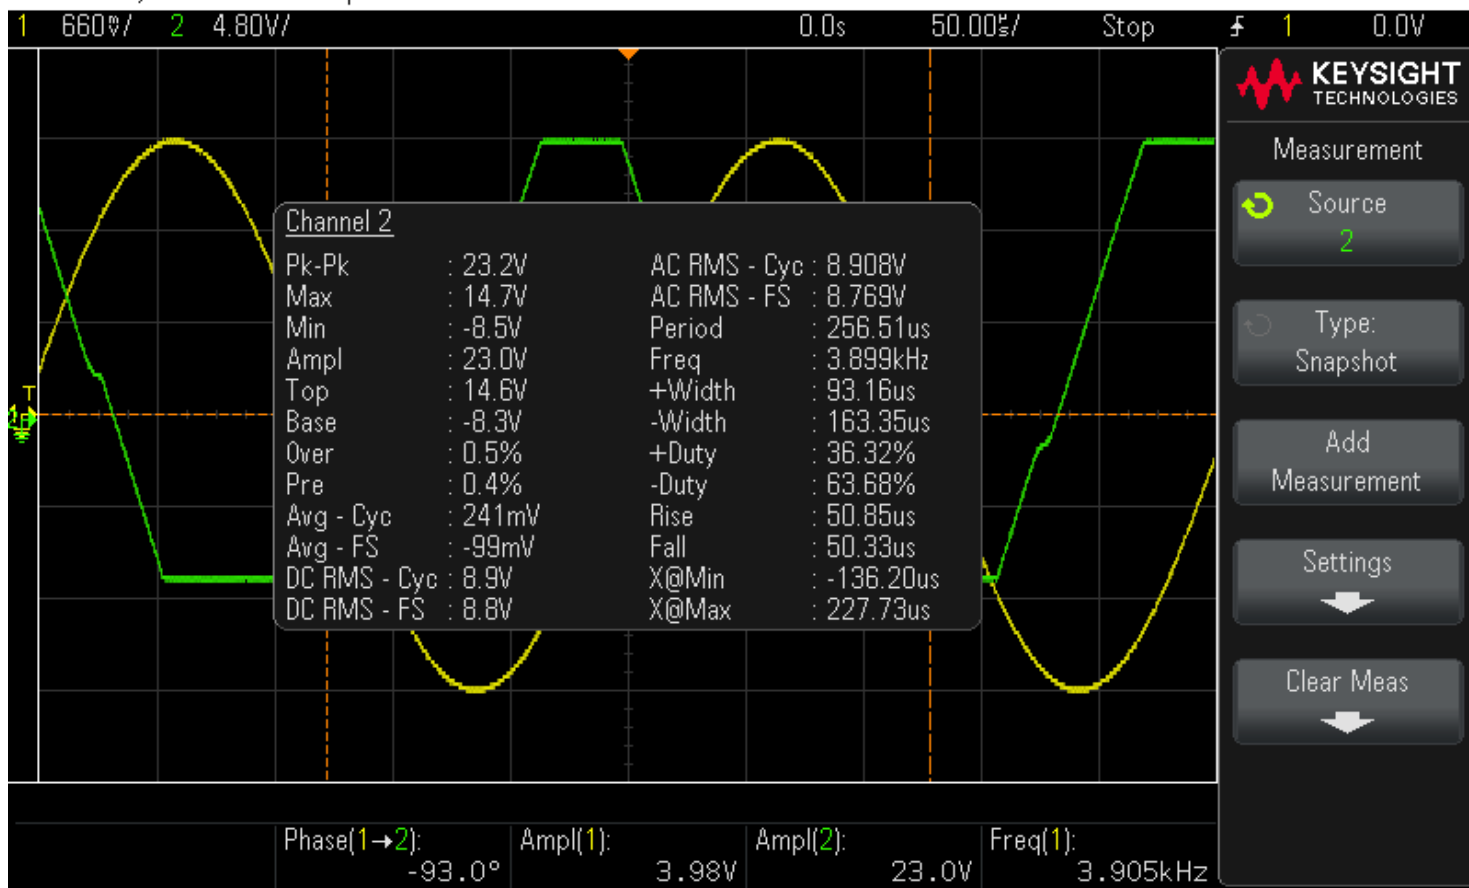 1 660mV/ 2 4.80V/ 0.0s 50.00us/ Stop 1 0.0V
KEYSIGHT
TECHNOLOGIES
Measurement
Source
2
Type:
Snapshot
Add
Measurement
Settings
Clear Meas
T
Channel 2
Pk-Pk : 23.2V AC RMS - Cyc : 8.908V
Max : 14.7V AC RMS - FS : 8.769V
Min : -8.5V Period : 256.51us
Ampl : 23.0V Freq : 3.899kHz
Top : 14.6V +Width : 93.16us
Base : -8.3V -Width : 163.35us
Over : 0.5% +Duty : 36.32%
Pre : 0.4% -Duty : 63.68%
Avg - Cyc : 241mV Rise : 50.85us
Avg - FS : -99mV Fall : 50.33us
DC RMS - Cyc : 8.9V X@Min : -136.20us
DC RMS - FS : 8.8V X@Max : 227.73us
Phase(1→2): Ampl(1): Ampl(2): Freq(1):
-93.0° 3.98V 23.0V 3.905kHz